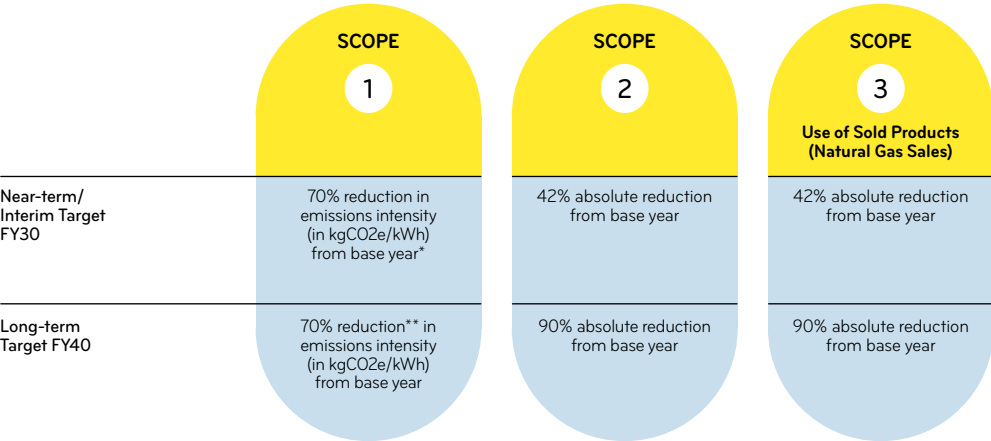 SCOPE
1
SCOPE
2
SCOPE
3
Use of Sold Products
(Natural Gas Sales)
Near-term/
Interim Target
FY30
70% reduction in
emissions intensity
(in kgCO2e/kWh)
from base year*
42% absolute reduction
from base year
42% absolute reduction
from base year
Long-term
Target FY40
70% reduction** in
emissions intensity
(in kgCO2e/kWh)
from base year
90% absolute reduction
from base year
90% absolute reduction
from base year